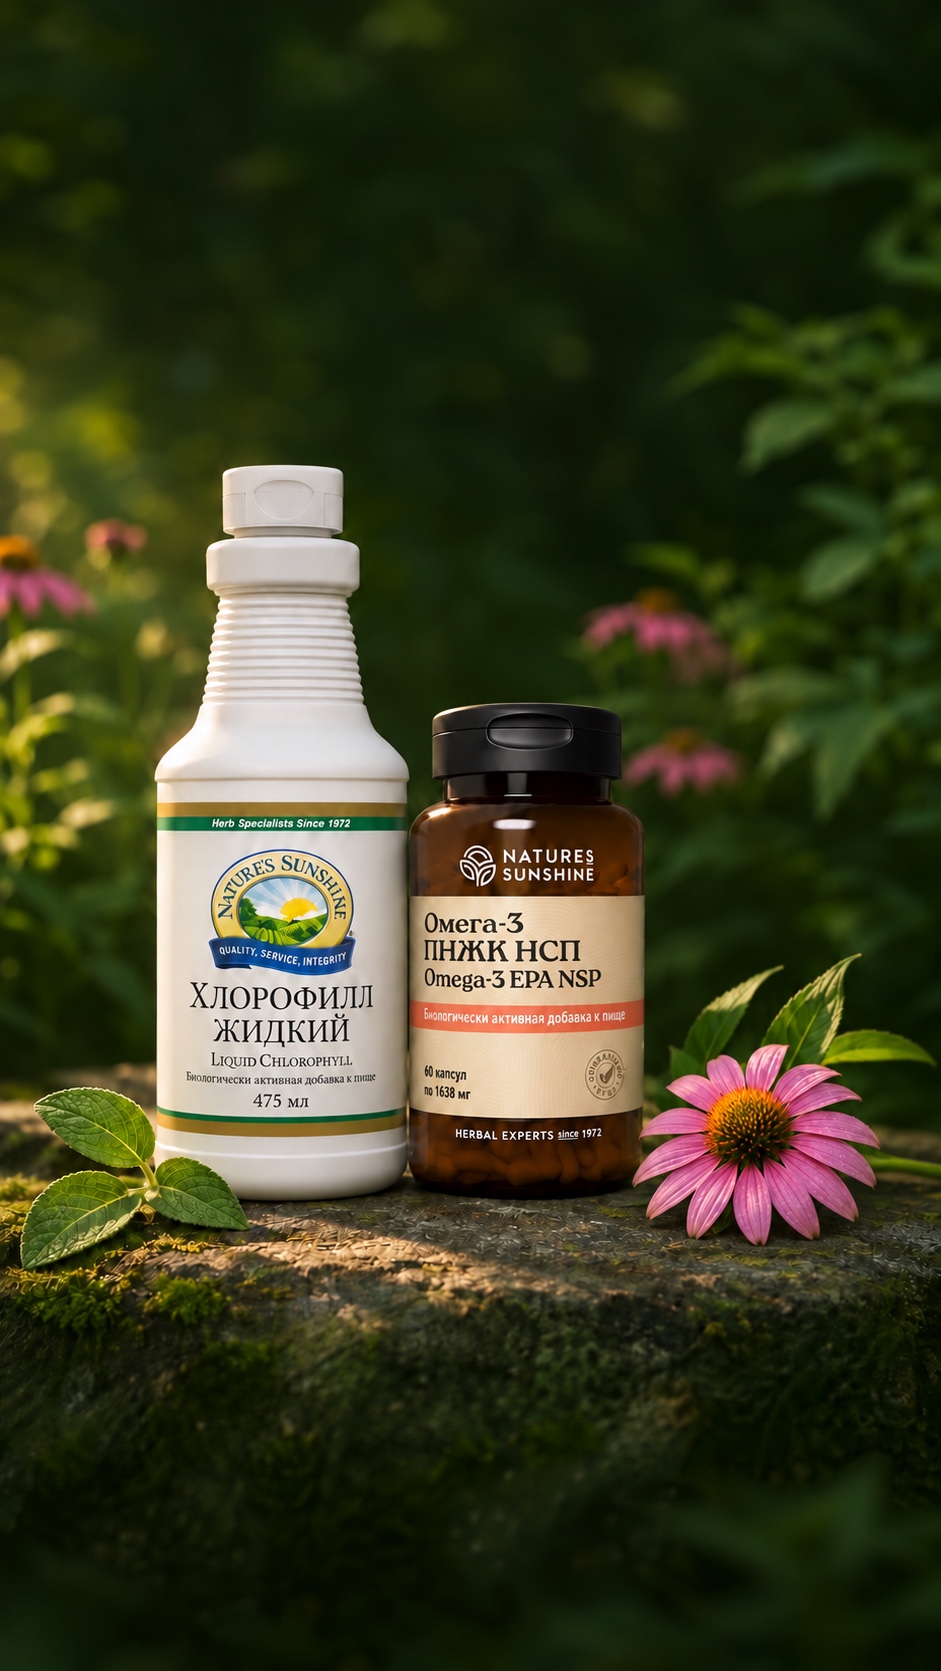 Herb Specialists Since 1972
NATURE'S SUNSHINE
QUALITY, SERVICE, INTEGRITY
ХЛОРОФИЛЛ
ЖИДКИЙ
LIQUID CHLOROPHYLL
Биологически активная добавка к пище
475 мл
NATURE'S
SUNSHINE
Омега-3
ПНЖК НСП
Omega-3 EPA NSP
Биологически активная добавка к пище
60 капсул
по 1638 мг
HERBAL EXPERTS since 1972